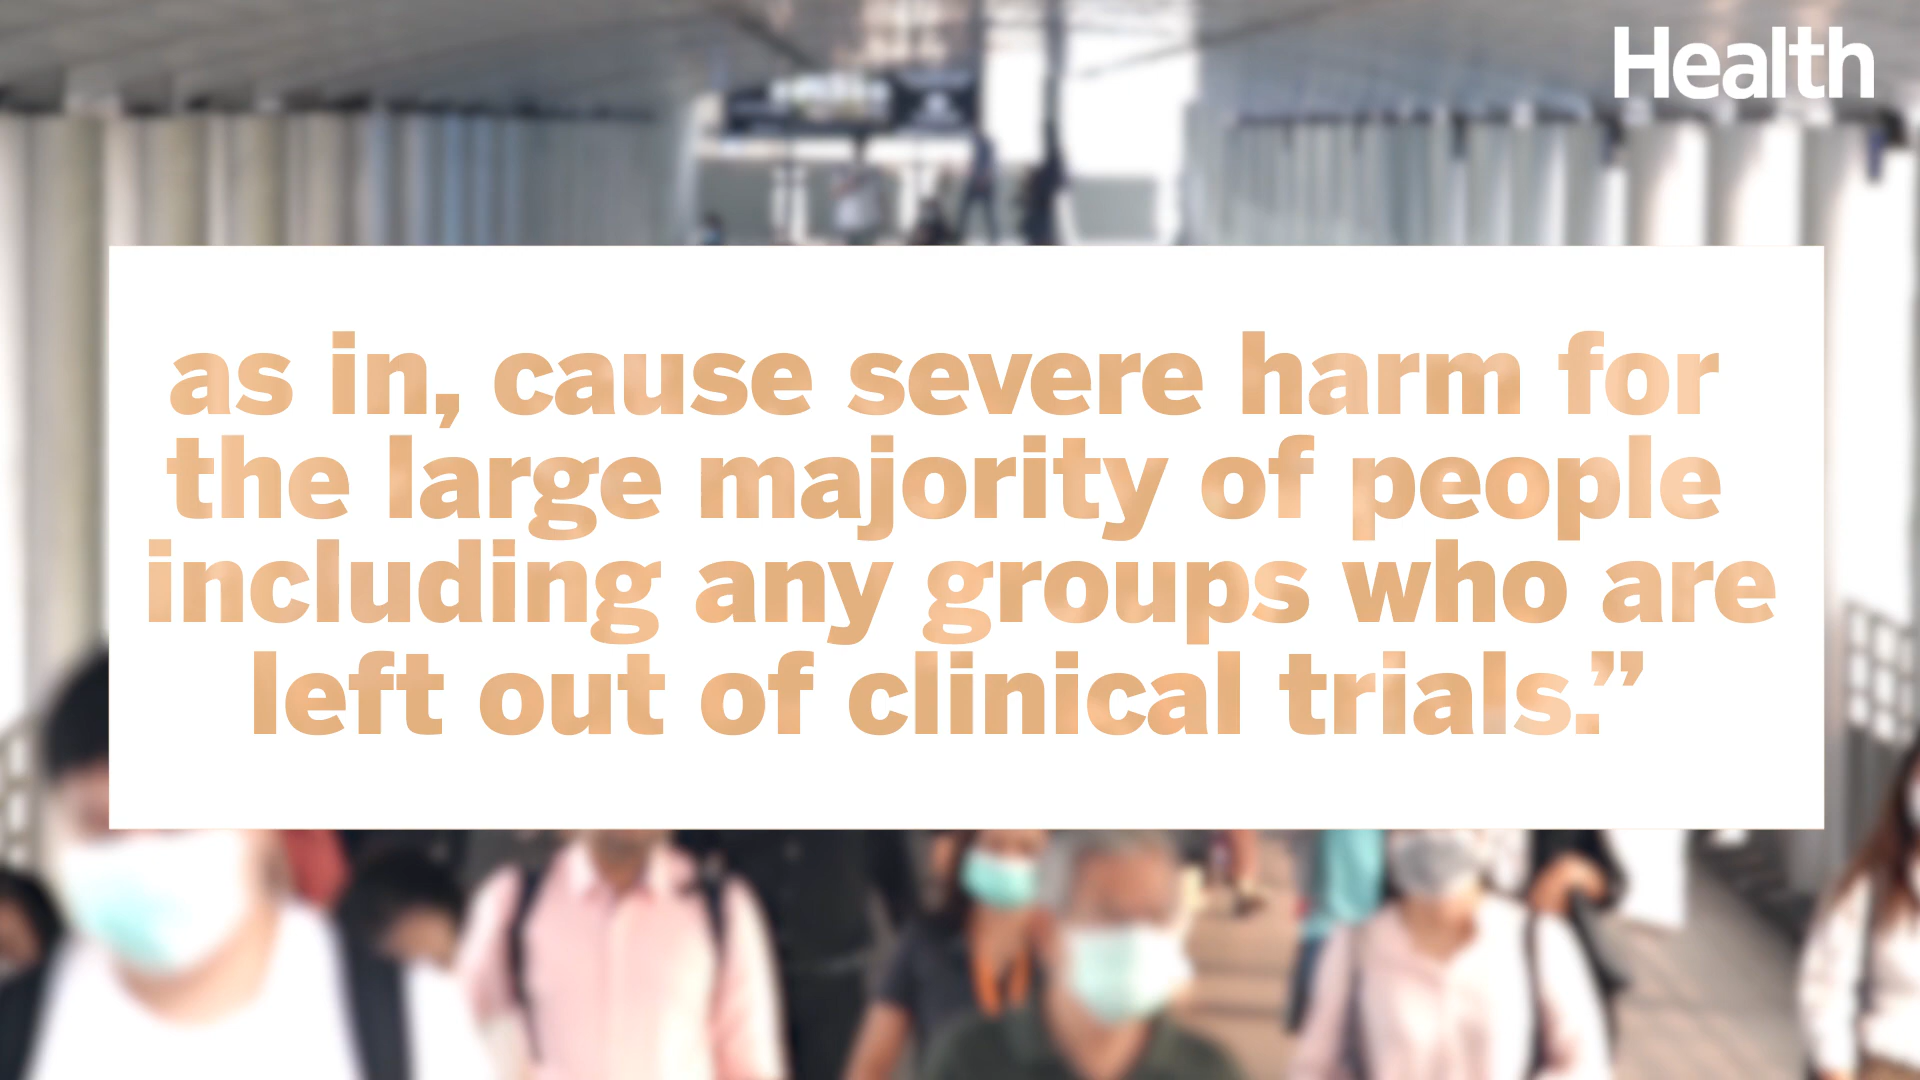 Health
as in, cause severe harm for
the large majority of people
including any groups who are
left out of clinical trials.”